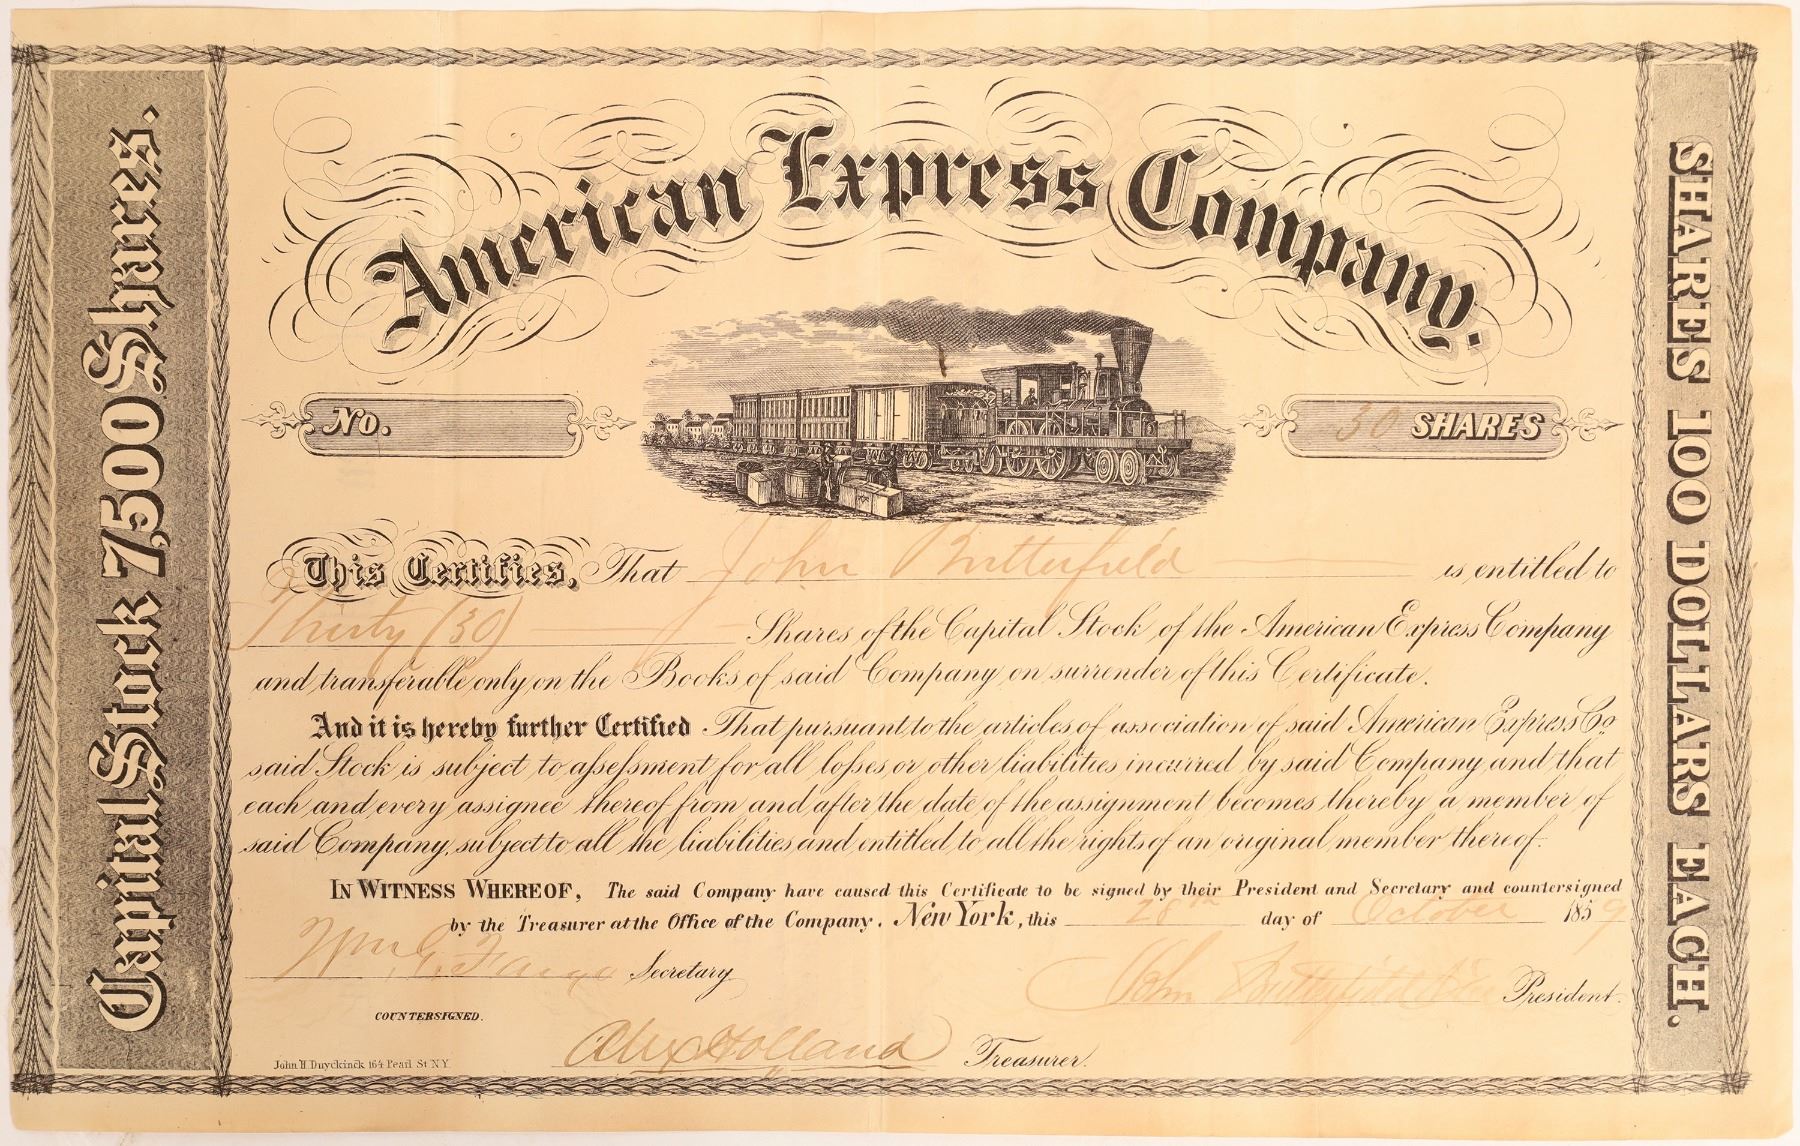 American Express Company.
Capital Stock 7,500 Shares.
SHARES 100 DOLLARS EACH.
No.
30 SHARES
This Certifies, That John Butterfield is entitled to
Thirty (30) Shares of the Capital Stock of the American Express Company
and transferable only on the Books of said Company on surrender of this Certificate.
And it is hereby further Certified That pursuant to the articles of association of said American Express Co.
said Stock is subject to assessment for all losses or other liabilities incurred by said Company and that
each and every assignee thereof from and after the date of the assignment becomes thereby a member of
said Company, subject to all the liabilities and entitled to all the rights of an original member thereof.
IN WITNESS WHEREOF, The said Company have caused this Certificate to be signed by their President and Secretary and countersigned
by the Treasurer at the Office of the Company. New York, this 28th day of October 1859
Wm. G. Fargo Secretary
John Butterfield President.
COUNTERSIGNED.
Alex Holland Treasurer.
John H Duyckinck 164 Pearl St N.Y.